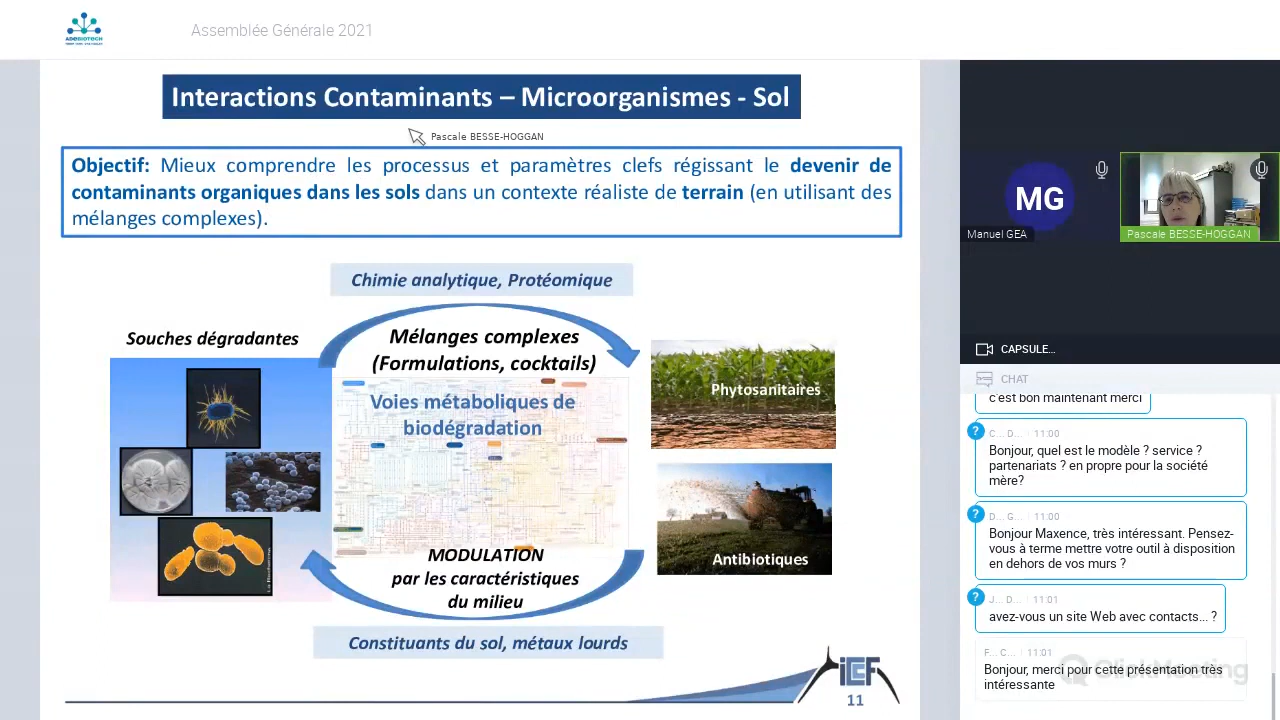 ADEBIOTECH
Assemblée Générale 2021
Interactions Contaminants – Microorganismes - Sol
Pascale BESSE-HOGGAN
Objectif: Mieux comprendre les processus et paramètres clefs régissant le devenir de
contaminants organiques dans les sols dans un contexte réaliste de terrain (en utilisant des
mélanges complexes).
Chimie analytique, Protéomique
Souches dégradantes
Mélanges complexes
(Formulations, cocktails)
Voies métaboliques de
biodégradation
Phytosanitaires
Antibiotiques
MODULATION
par les caractéristiques
du milieu
Constituants du sol, métaux lourds
iCCF
11
MG
Manuel GEA
Pascale BESSE-HOGGAN
CAPSULE...
CHAT
c'est bon maintenant merci
? C... D... 11:00
Bonjour, quel est le modèle ? service ?
partenariats ? en propre pour la société
mère?
? D... G... 11:00
Bonjour Maxence, très intéressant. Pensez-
vous à terme mettre votre outil à disposition
en dehors de vos murs ?
? J... D... 11:01
avez-vous un site Web avec contacts... ?
F... C... 11:01
Bonjour, merci pour cette présentation très
intéressante
ClickMeeting